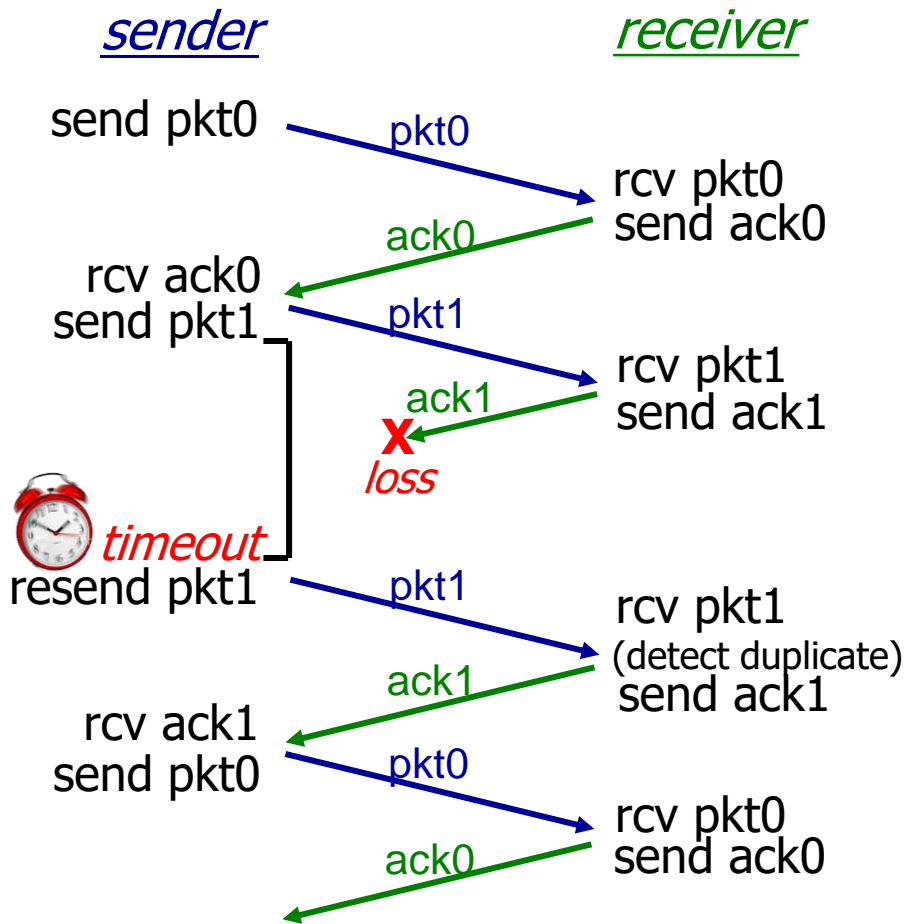 sender
receiver
send pkt0
pkt0
rcv pkt0
send ack0
ack0
rcv ack0
send pkt1
pkt1
rcv pkt1
send ack1
ack1
X
loss
timeout
resend pkt1
pkt1
rcv pkt1
(detect duplicate)
send ack1
ack1
rcv ack1
send pkt0
pkt0
rcv pkt0
send ack0
ack0